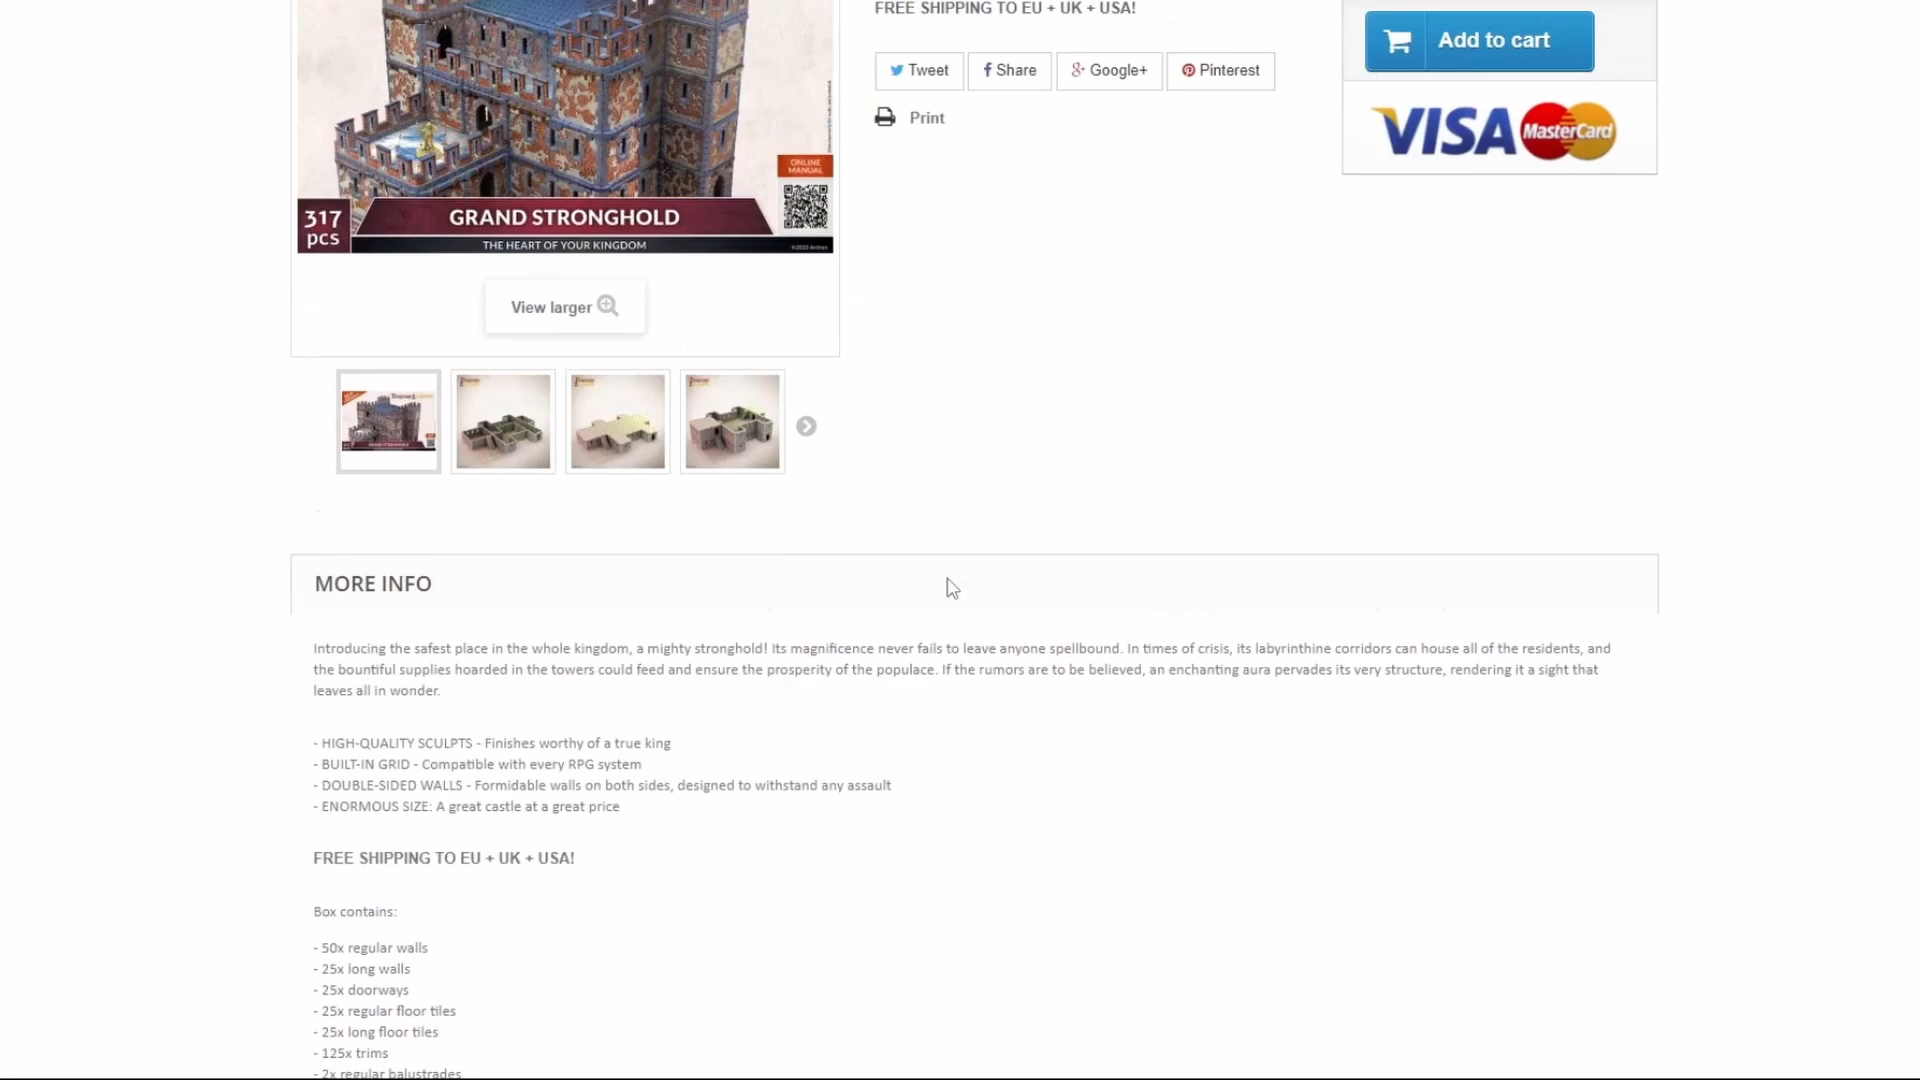 FREE SHIPPING TO EU + UK + USA!
Add to cart
Tweet
Share
Google+
Pinterest
Print
VISA
MasterCard
ONLINE
MANUAL
317
pcs
GRAND STRONGHOLD
THE HEART OF YOUR KINGDOM
View larger
MORE INFO
Introducing the safest place in the whole kingdom, a mighty stronghold! Its magnificence never fails to leave anyone spellbound. In times of crisis, its labyrinthine corridors can house all of the residents, and
the bountiful supplies hoarded in the towers could feed and ensure the prosperity of the populace. If the rumors are to be believed, an enchanting aura pervades its very structure, rendering it a sight that
leaves all in wonder.
- HIGH-QUALITY SCULPTS - Finishes worthy of a true king
- BUILT-IN GRID - Compatible with every RPG system
- DOUBLE-SIDED WALLS - Formidable walls on both sides, designed to withstand any assault
- ENORMOUS SIZE: A great castle at a great price
FREE SHIPPING TO EU + UK + USA!
Box contains:
- 50x regular walls
- 25x long walls
- 25x doorways
- 25x regular floor tiles
- 25x long floor tiles
- 125x trims
- 2x regular balustrades